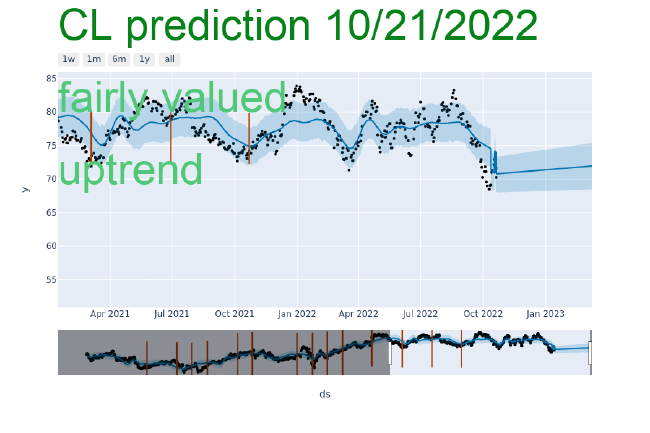 CL prediction 10/21/2022
1w 1m 6m 1y all
85
fairly valued
80
75
uptrend
70
y
65
60
55
Apr 2021 Jul 2021 Oct 2021 Jan 2022 Apr 2022 Jul 2022 Oct 2022 Jan 2023
ds